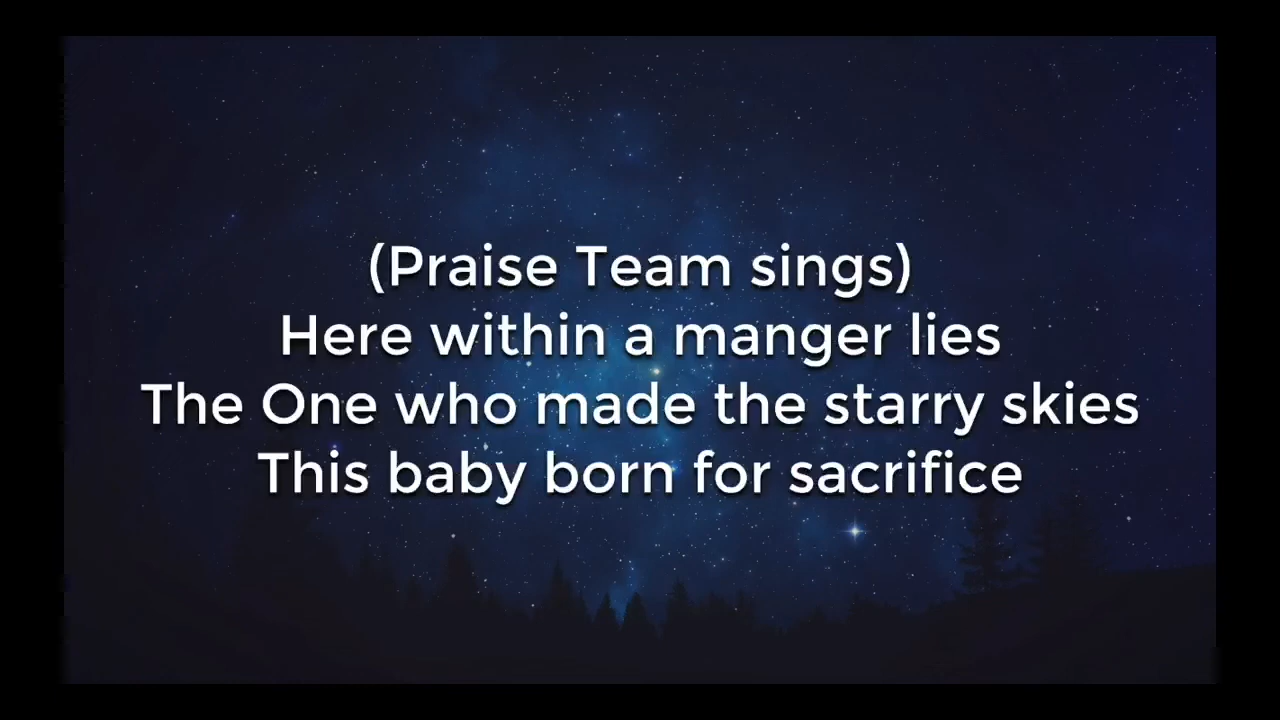 (Praise Team sings)
Here within a manger lies
The One who made the starry skies
This baby born for sacrifice